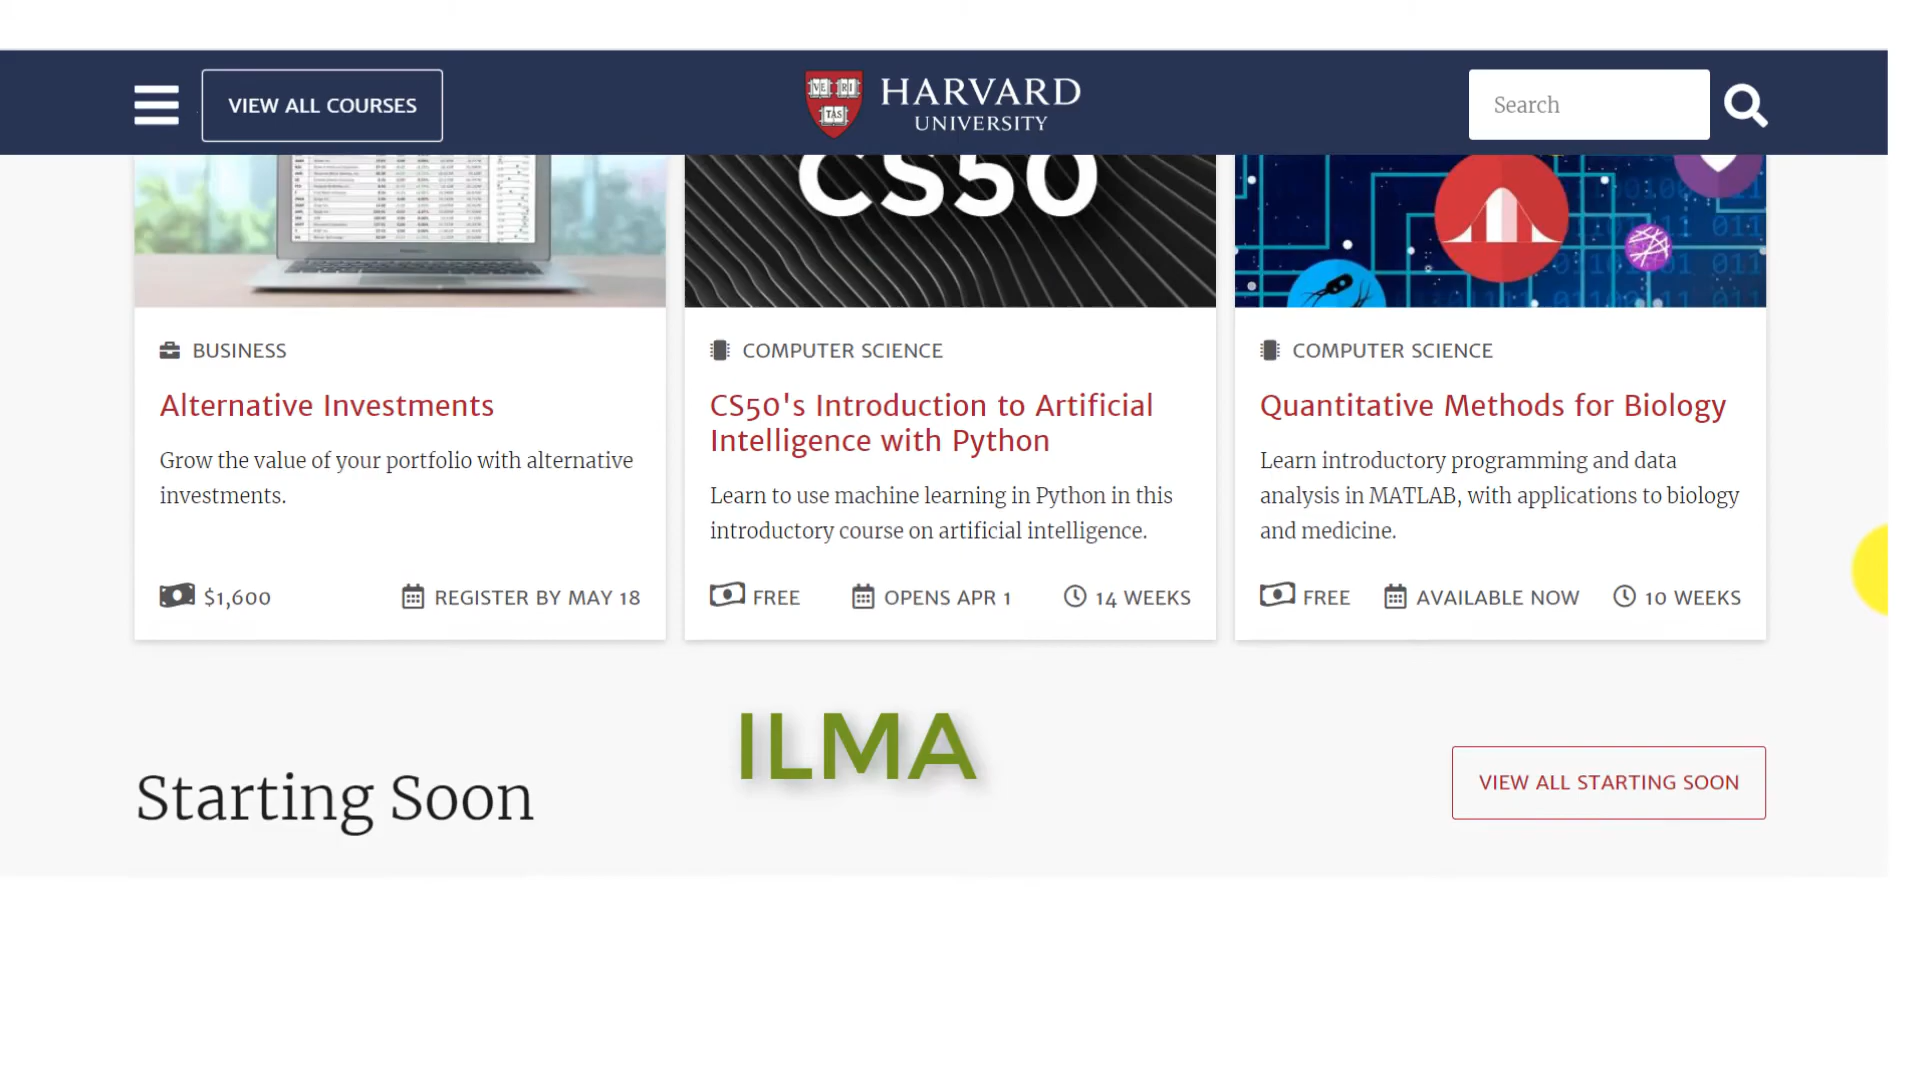 VIEW ALL COURSES
VE RI
TAS
HARVARD
UNIVERSITY
Search
CS50
BUSINESS
Alternative Investments
Grow the value of your portfolio with alternative
investments.
$1,600
REGISTER BY MAY 18
COMPUTER SCIENCE
CS50's Introduction to Artificial
Intelligence with Python
Learn to use machine learning in Python in this
introductory course on artificial intelligence.
FREE
OPENS APR 1
14 WEEKS
COMPUTER SCIENCE
Quantitative Methods for Biology
Learn introductory programming and data
analysis in MATLAB, with applications to biology
and medicine.
FREE
AVAILABLE NOW
10 WEEKS
ILMA
Starting Soon
VIEW ALL STARTING SOON